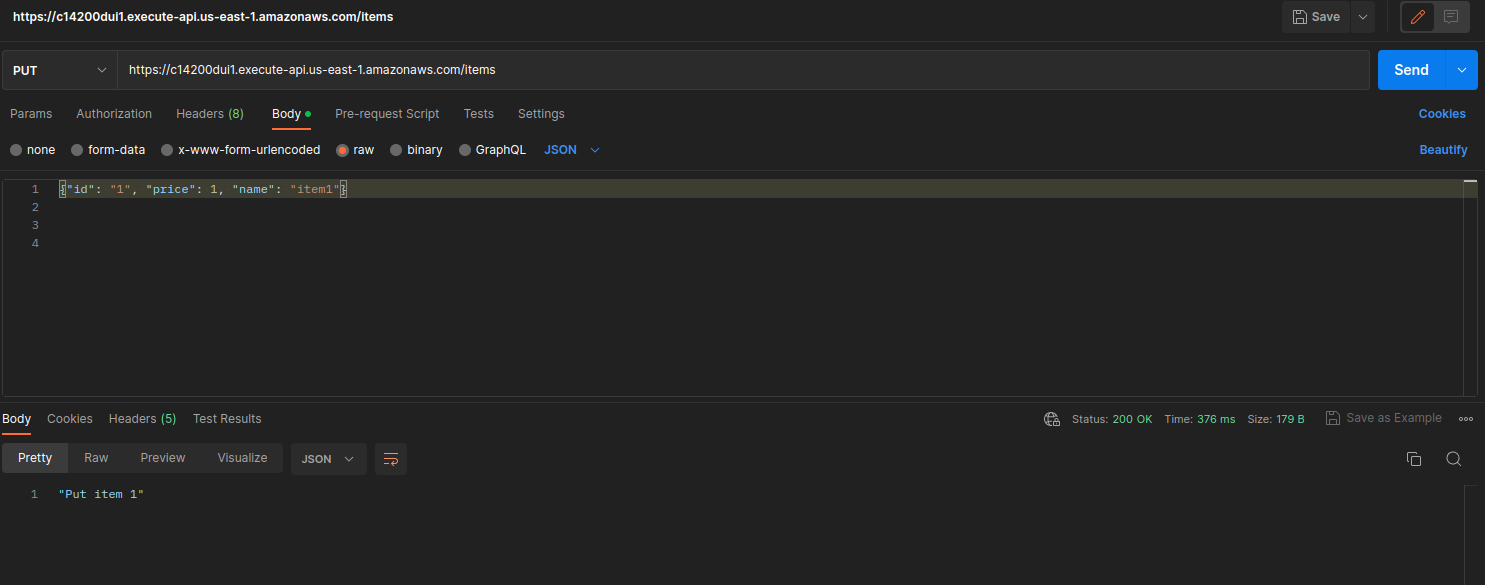 https://c14200dui1.execute-api.us-east-1.amazonaws.com/items
Save
PUT https://c14200dui1.execute-api.us-east-1.amazonaws.com/items Send
Params Authorization Headers (8) Body Pre-request Script Tests Settings Cookies
none form-data x-www-form-urlencoded raw binary GraphQL JSON Beautify
1 {"id": "1", "price": 1, "name": "item1"}
2
3
4
Body Cookies Headers (5) Test Results Status: 200 OK Time: 376 ms Size: 179 B Save as Example
Pretty Raw Preview Visualize JSON
1 "Put item 1"